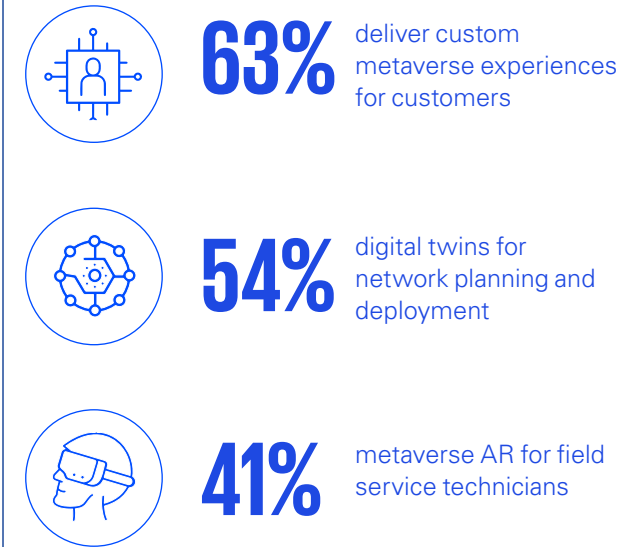 63%
deliver custom
metaverse experiences
for customers
54%
digital twins for
network planning and
deployment
41%
metaverse AR for field
service technicians